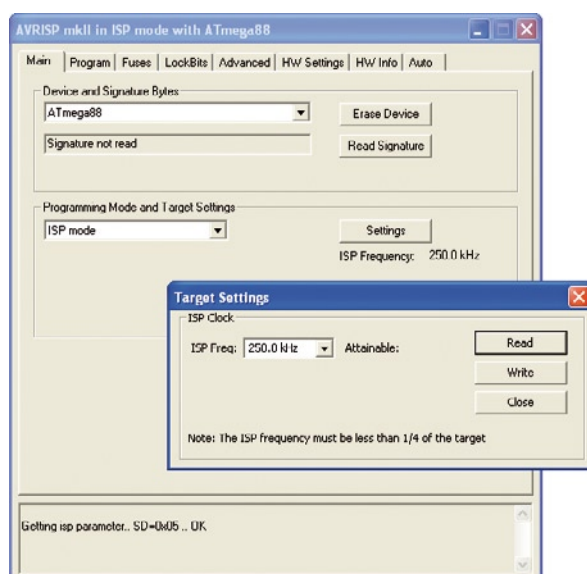 AVRISP mkII in ISP mode with ATmega88
Main Program Fuses LockBits Advanced HW Settings HW Info Auto
Device and Signature Bytes
ATmega88 Erase Device
Signature not read Read Signature
Programming Mode and Target Settings
ISP mode Settings
ISP Frequency: 250.0 kHz
Target Settings
ISP Clock
ISP Freq: 250.0 kHz Attainable: Read
Write
Close
Note: The ISP frequency must be less than 1/4 of the target
Getting isp parameter.. SD=0x05 .. OK